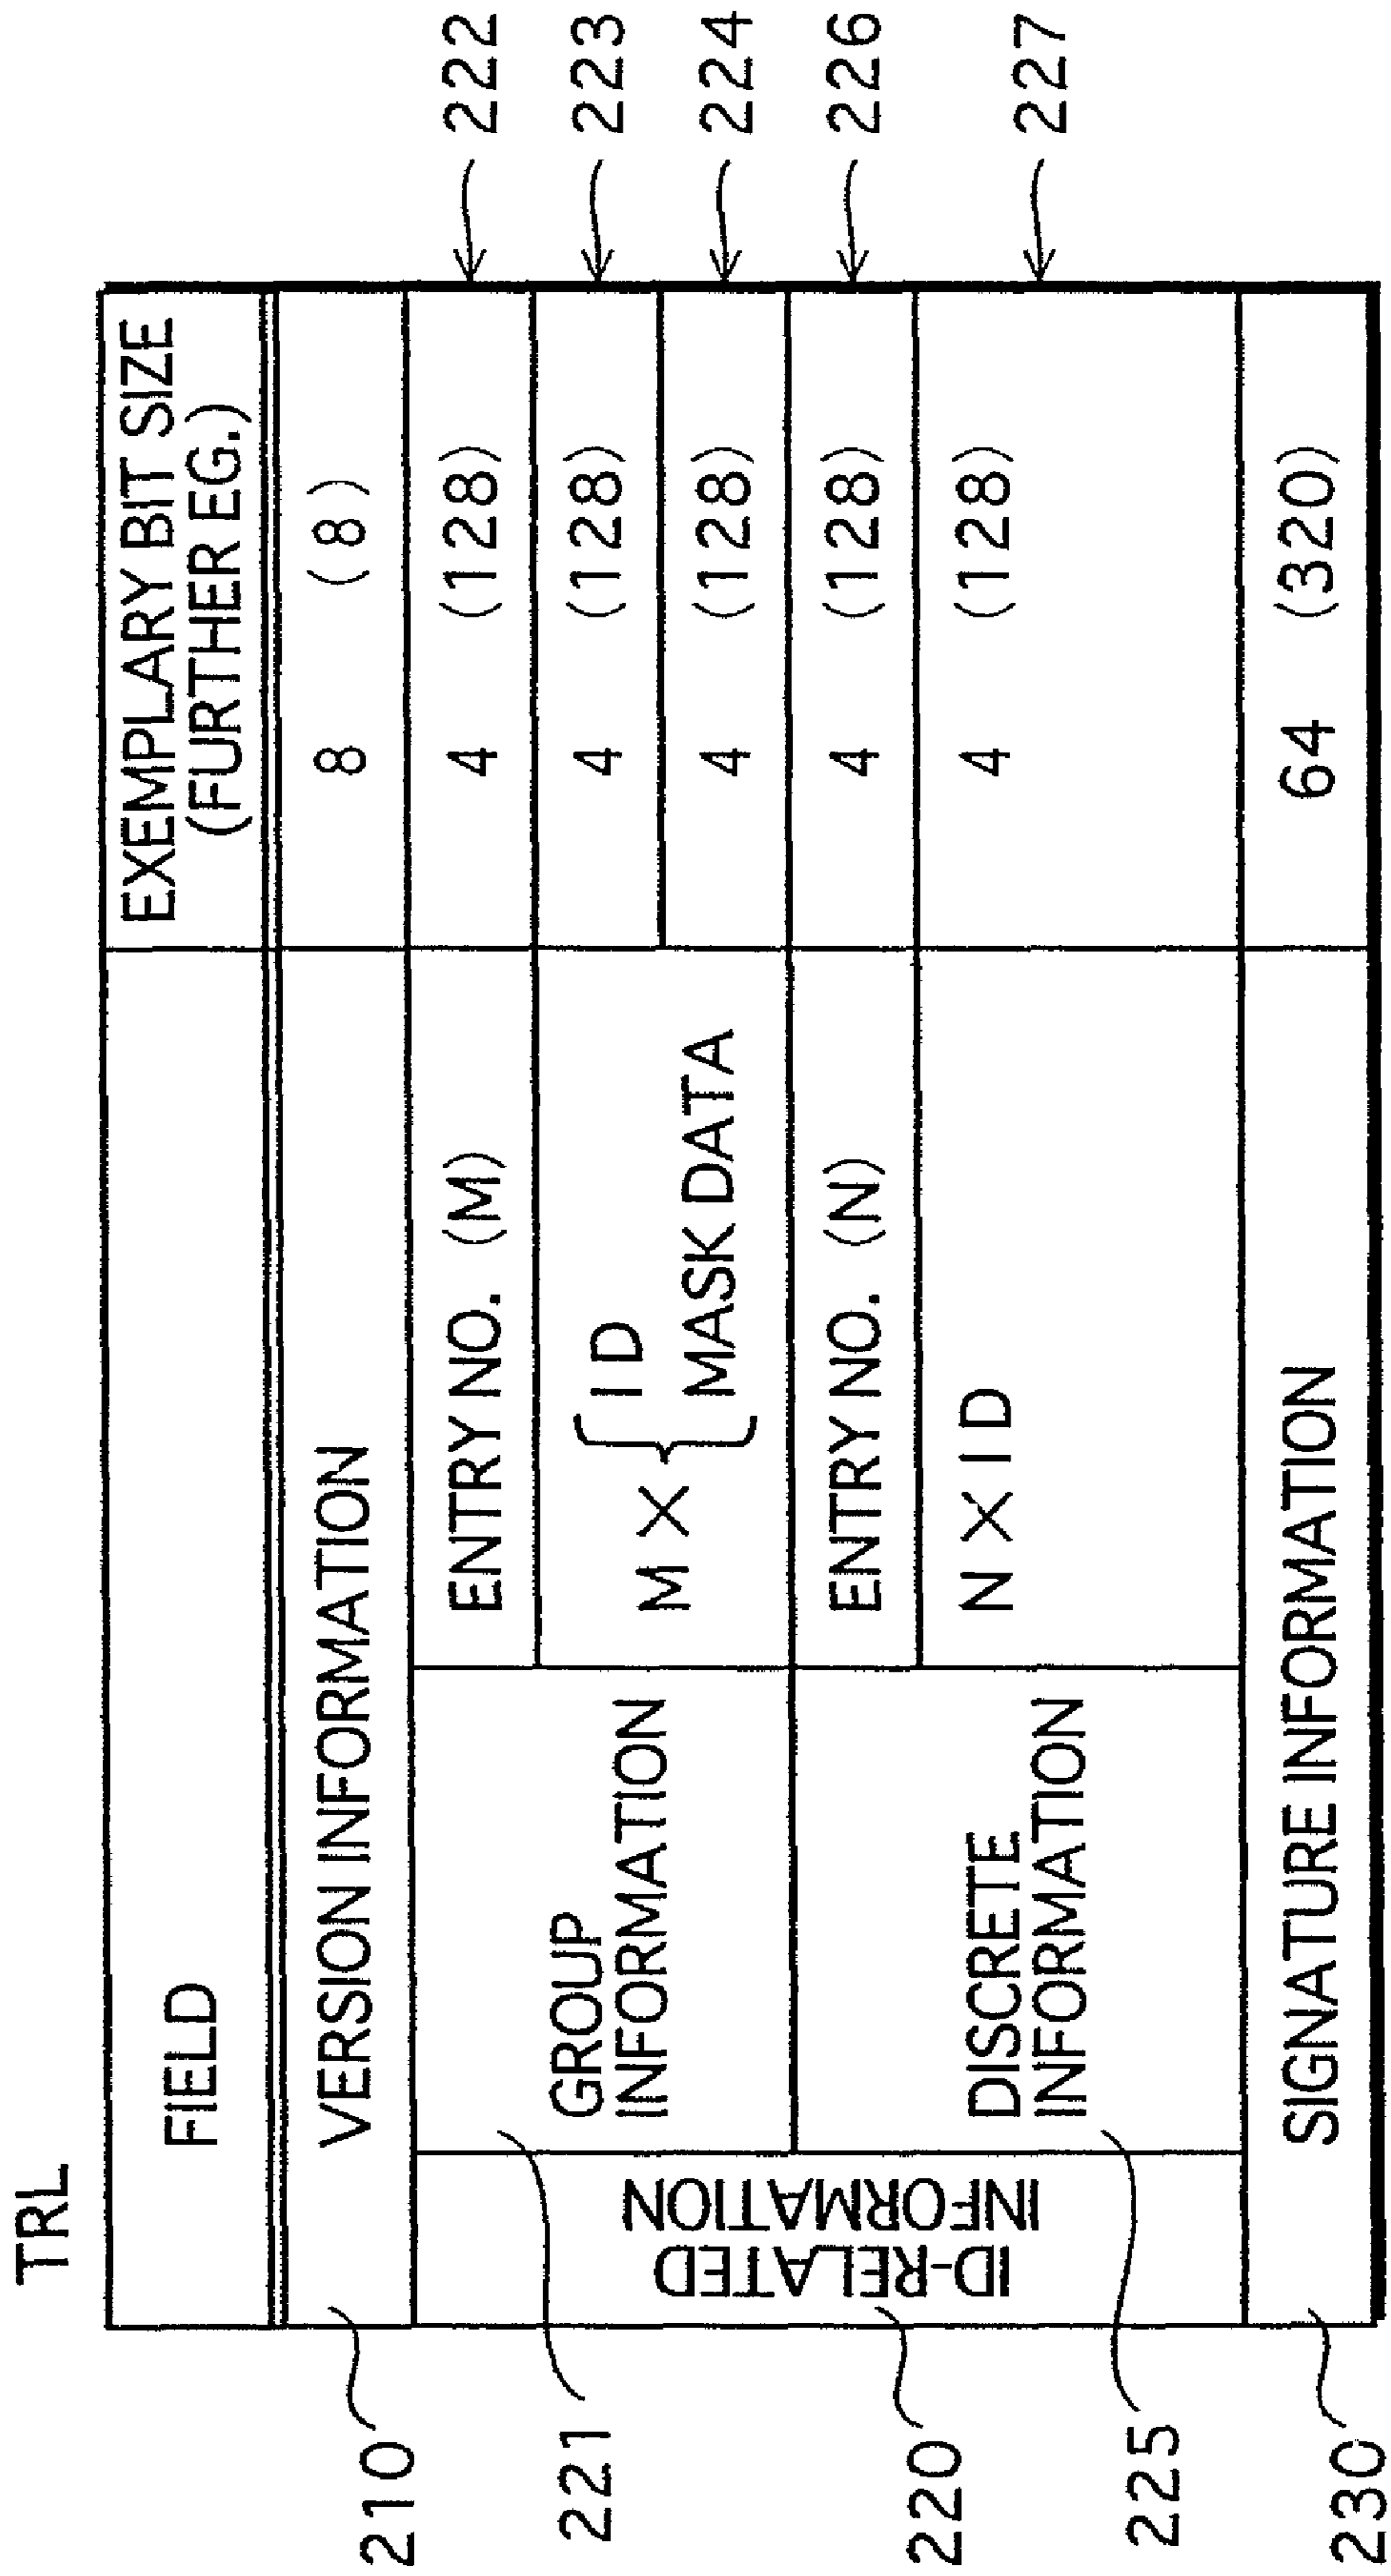 TRL
FIELD
EXEMPLARY BIT SIZE
(FURTHER EG.)
210
VERSION INFORMATION
8 (8)
220
ID-RELATED
INFORMATION
221
GROUP
INFORMATION
ENTRY NO. (M)
4 (128)
222
M × { ID
4 (128)
223
MASK DATA
4 (128)
224
225
DISCRETE
INFORMATION
ENTRY NO. (N)
4 (128)
226
N × ID
4 (128)
227
230
SIGNATURE INFORMATION
64 (320)